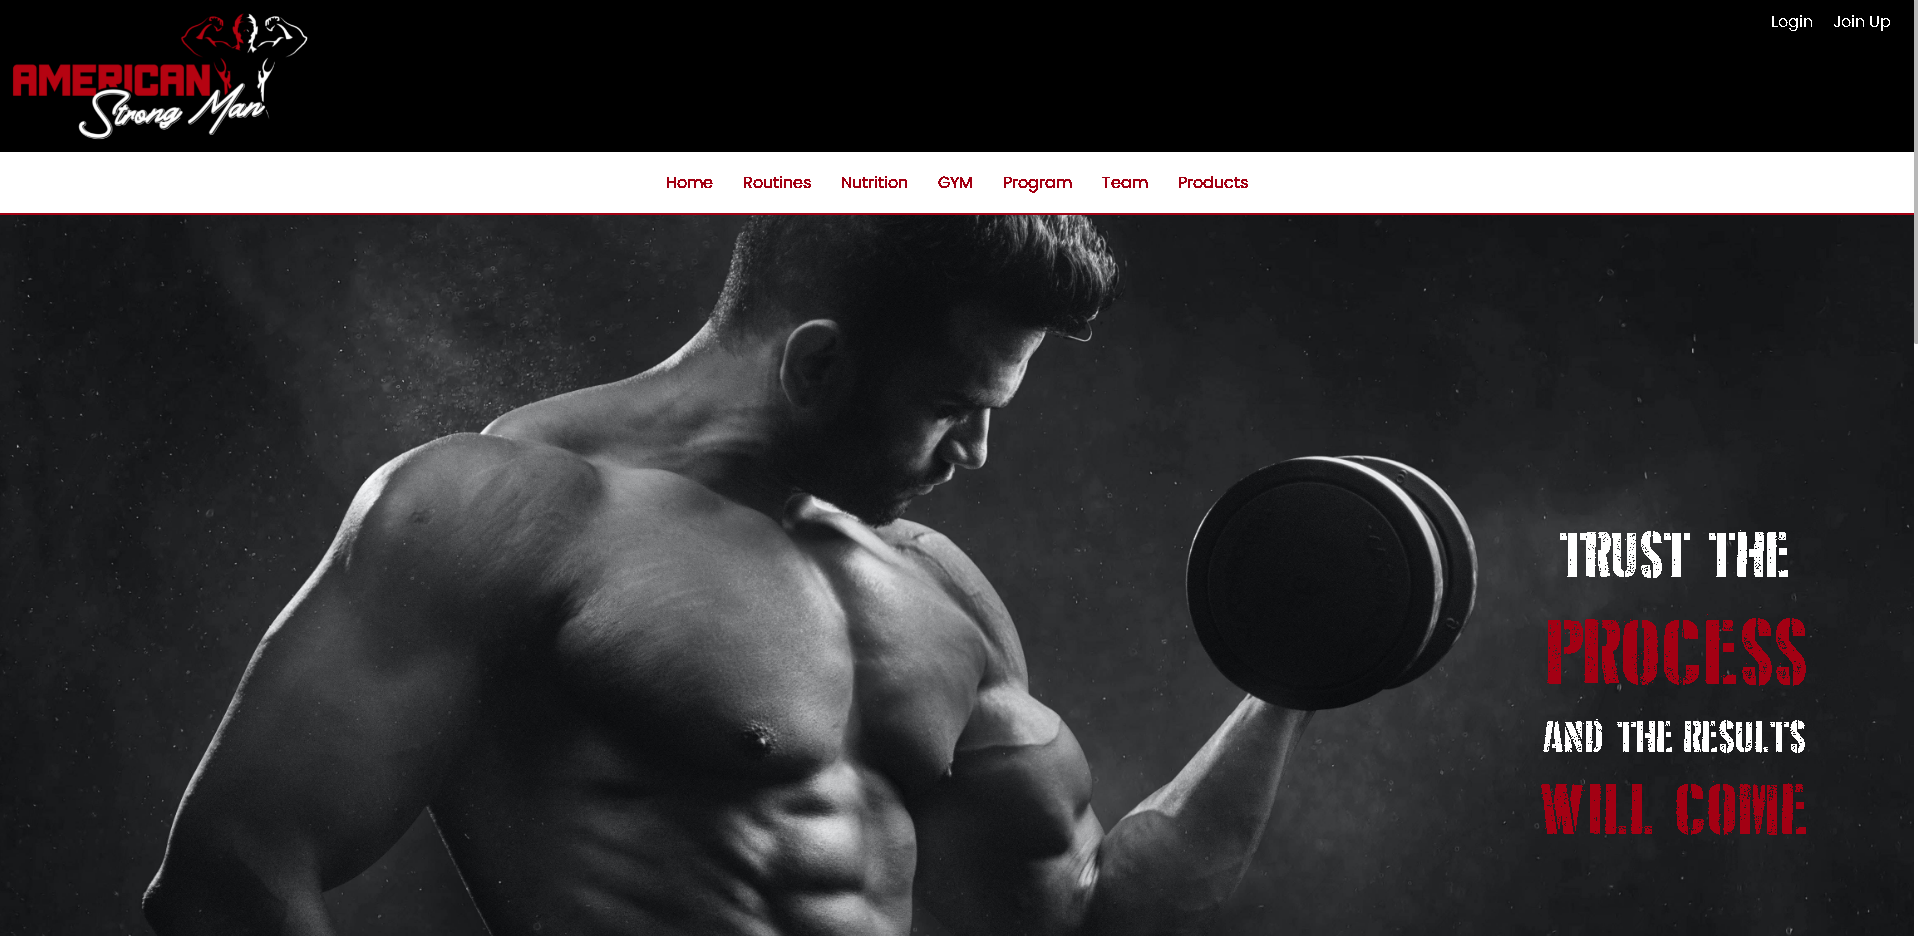 AMERICAN
Strong Man
Login Join Up
Home Routines Nutrition GYM Program Team Products
TRUST THE
PROCESS
AND THE RESULTS
WILL COME